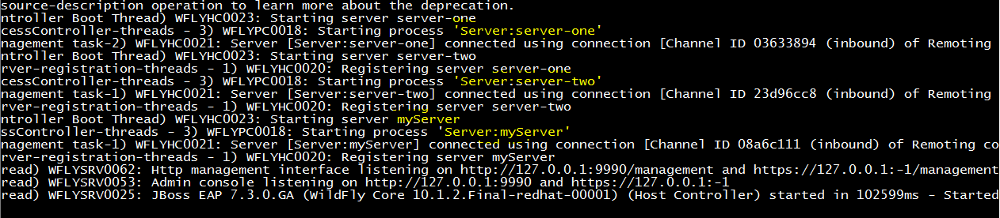 source-description operation to learn more about the deprecation.
ntroller Boot Thread) WFLYHC0023: Starting server server-one
cessController-threads - 3) WFLYPC0018: Starting process 'Server:server-one'
nagement task-2) WFLYHC0021: Server [Server:server-one] connected using connection [Channel ID 03633894 (inbound) of Remoting
ntroller Boot Thread) WFLYHC0023: Starting server server-two
rver-registration-threads - 1) WFLYHC0020: Registering server server-one
cessController-threads - 3) WFLYPC0018: Starting process 'Server:server-two'
nagement task-1) WFLYHC0021: Server [Server:server-two] connected using connection [Channel ID 23d96cc8 (inbound) of Remoting
rver-registration-threads - 1) WFLYHC0020: Registering server server-two
ntroller Boot Thread) WFLYHC0023: Starting server myServer
ssController-threads - 3) WFLYPC0018: Starting process 'Server:myServer'
nagement task-1) WFLYHC0021: Server [Server:myServer] connected using connection [Channel ID 08a6c111 (inbound) of Remoting co
rver-registration-threads - 1) WFLYHC0020: Registering server myServer
read) WFLYSRV0062: Http management interface listening on http://127.0.0.1:9990/management and https://127.0.0.1:-1/management
read) WFLYSRV0053: Admin console listening on http://127.0.0.1:9990 and https://127.0.0.1:-1
read) WFLYSRV0025: JBoss EAP 7.3.0.GA (WildFly Core 10.1.2.Final-redhat-00001) (Host Controller) started in 102599ms - Started